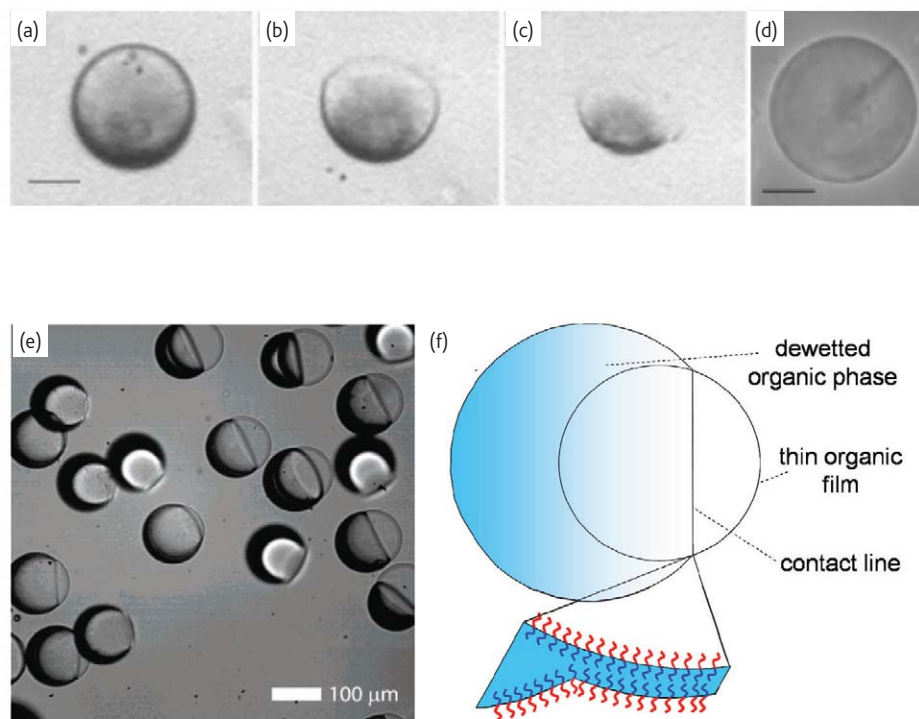 (a)
(b)
(c)
(d)
(e)
100 μm
(f)
dewetted
organic phase
thin organic
film
contact line